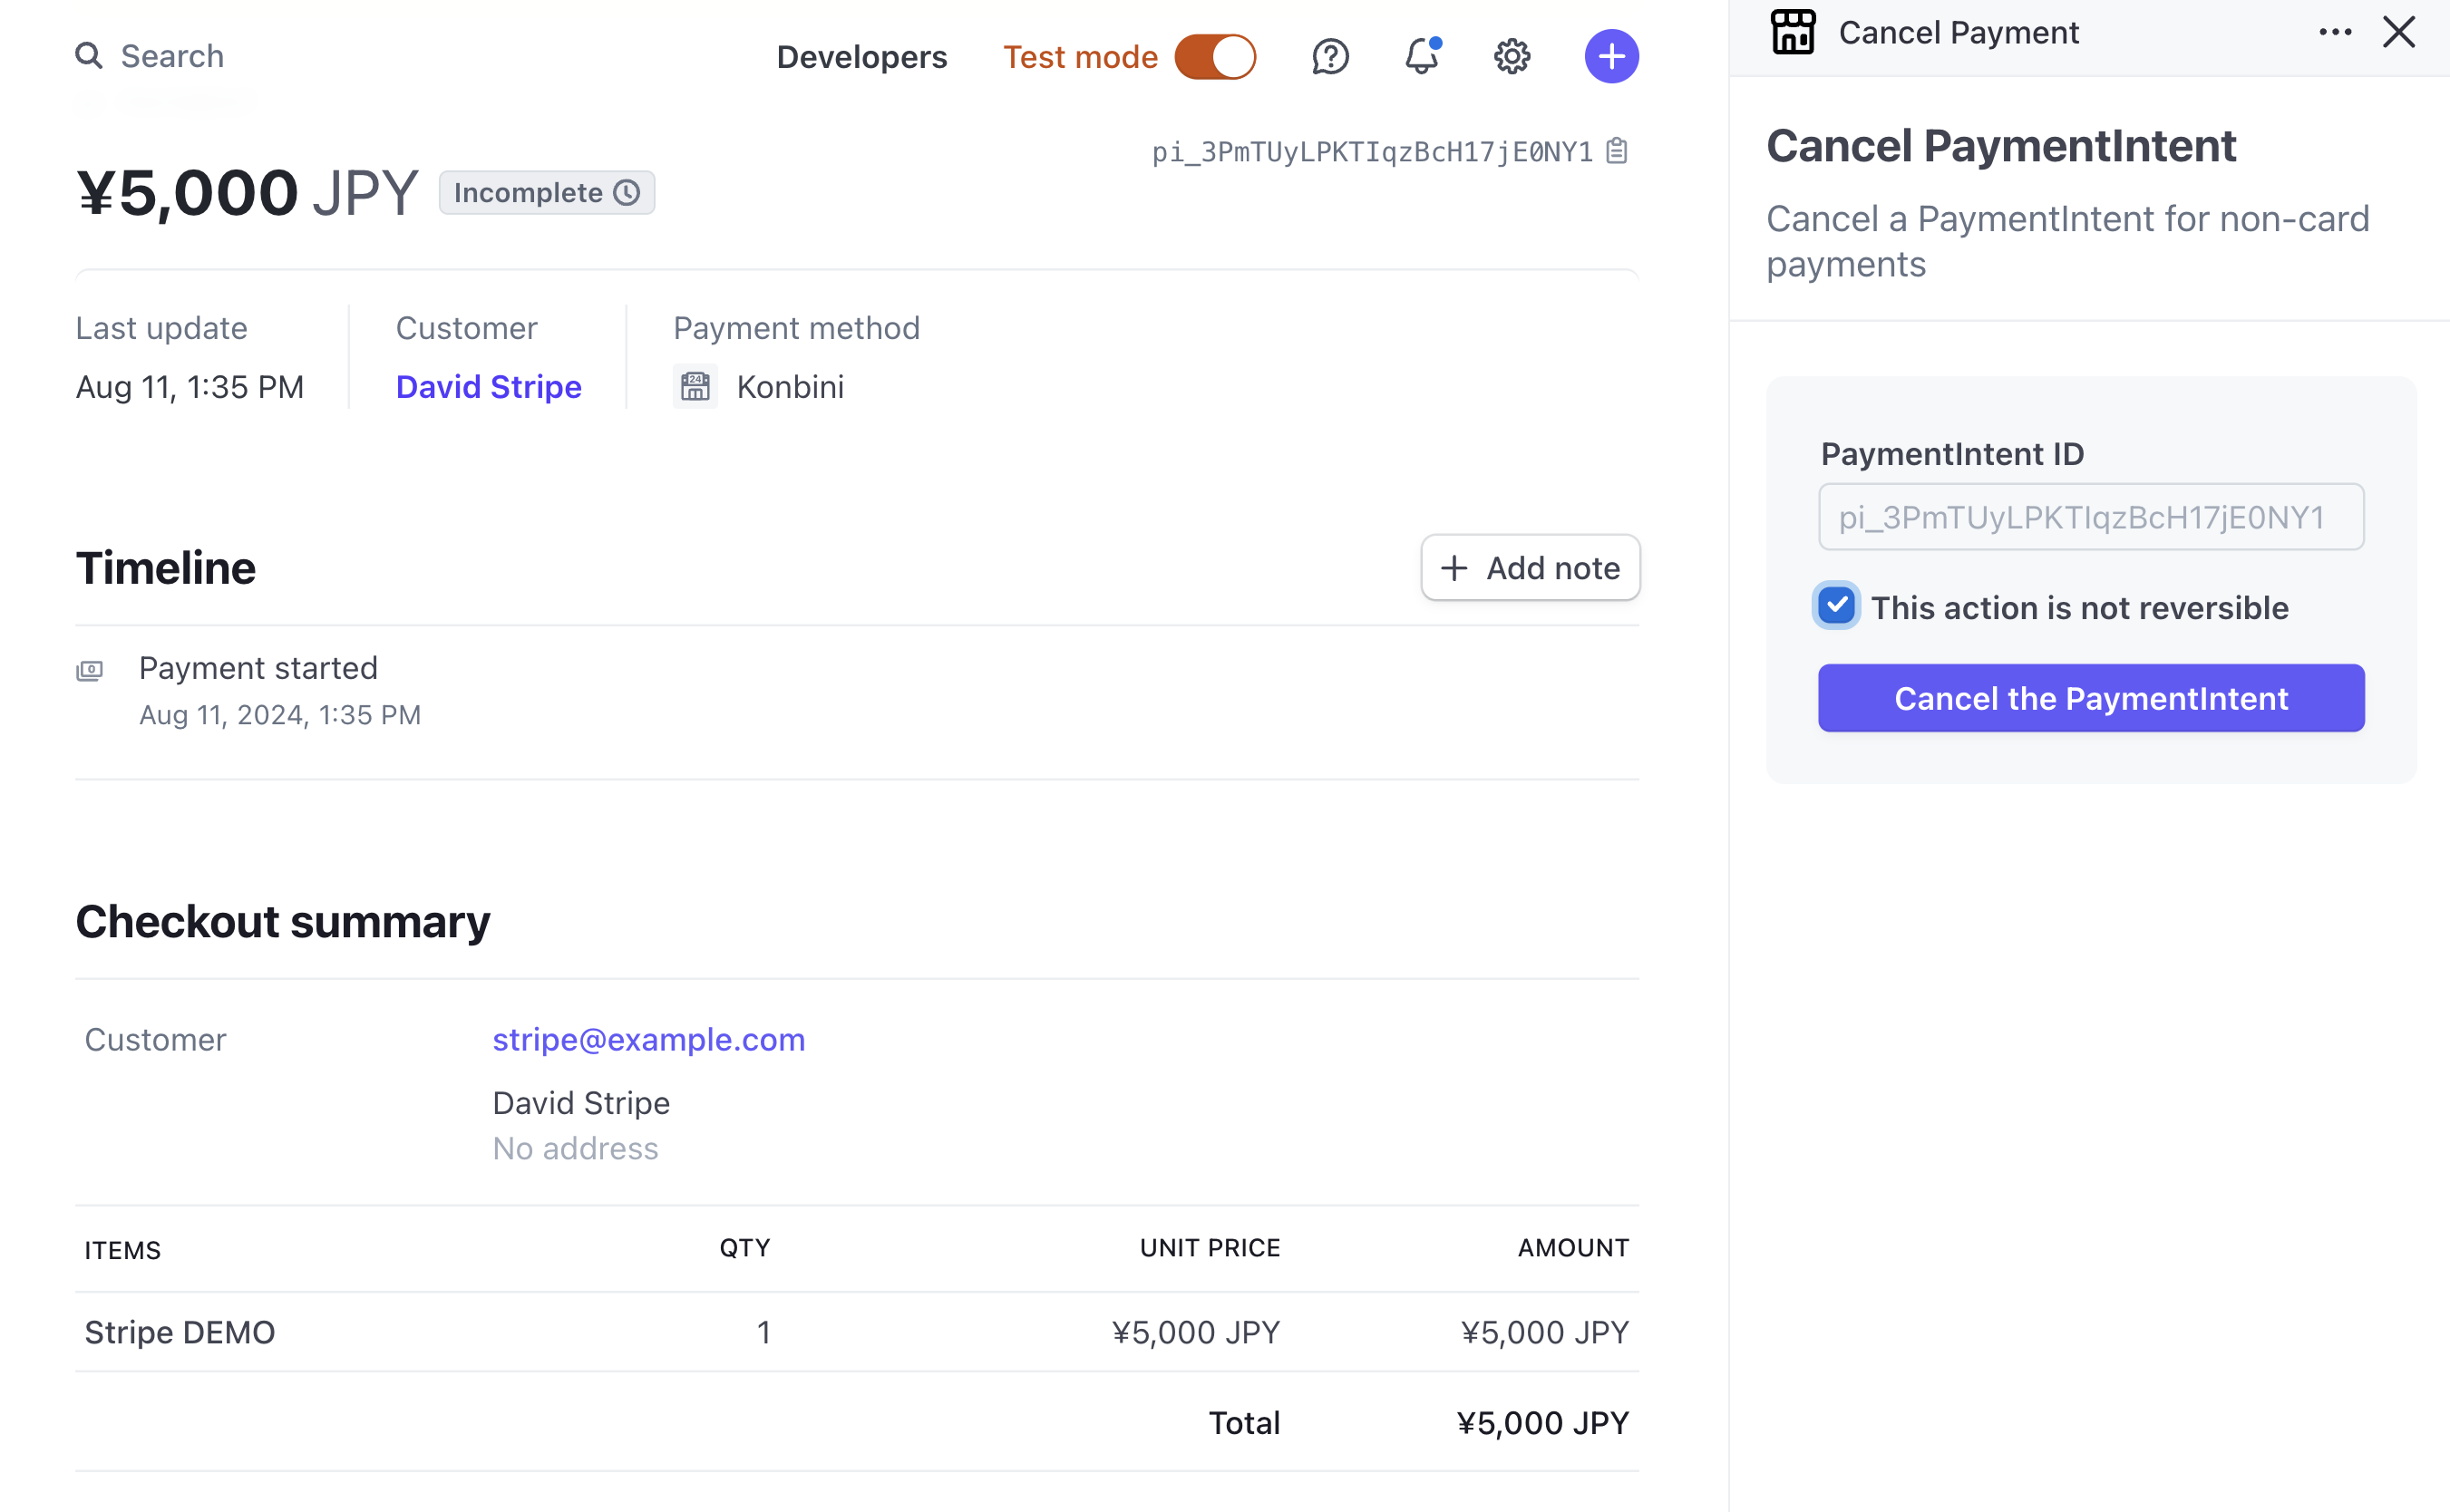 Search
Developers
Test mode
pi_3PmTUyLPKTIqzBcH17jE0NY1
¥5,000 JPY
Incomplete
Last update
Customer
Payment method
Aug 11, 1:35 PM
David Stripe
24
Konbini
Timeline
Add note
Payment started
Aug 11, 2024, 1:35 PM
Checkout summary
Customer
stripe@example.com
David Stripe
No address
ITEMS QTY UNIT PRICE AMOUNT
Stripe DEMO 1 ¥5,000 JPY ¥5,000 JPY
Total ¥5,000 JPY
Cancel Payment
Cancel PaymentIntent
Cancel a PaymentIntent for non-card
payments
PaymentIntent ID
pi_3PmTUyLPKTIqzBcH17jE0NY1
This action is not reversible
Cancel the PaymentIntent